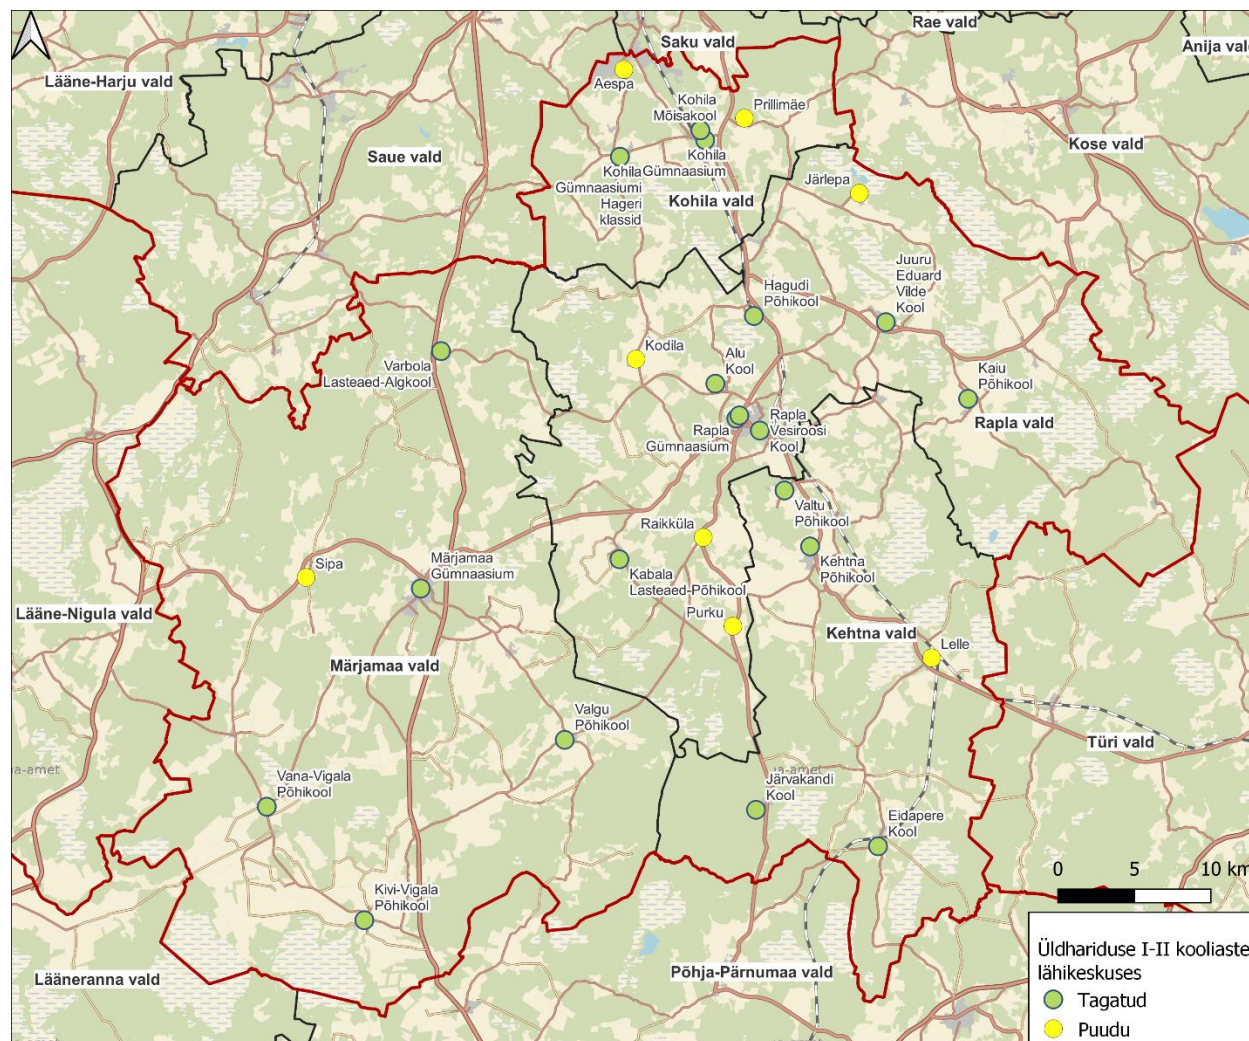 Rae vald
Saku vald
Anija vald
Lääne-Harju vald
Aespa
Kohila
Mõisakool
Prillimäe
Kose vald
Saue vald
Kohila
Gümnaasium
Kohila
Gümnaasiumi
Hageri
klassid
Järlepa
Kohila vald
Juuru
Eduard
Vilde
Kool
Hagudi
Põhikool
Kodila
Alu
Kool
Varbola
Lasteaed-Algkool
Kaiu
Põhikool
Rapla vald
Rapla
Gümnaasium
Rapla
Vesiroosi
Kool
Valtu
Põhikool
Raikküla
Sipa
Märjamaa
Gümnaasium
Kabala
Lasteaed-Põhikool
Kehtna
Põhikool
Lääne-Nigula vald
Purku
Kehtna vald
Lelle
Märjamaa vald
Valgu
Põhikool
Türi vald
a-amet
a-amet
Vana-Vigala
Põhikool
Järvakandi
Kool
Eidapere
Kool
0 5 10 km
Kivi-Vigala
Põhikool
Lääneranna vald
Põhja-Pärnumaa vald
Üldhariduse I-II kooliaste
lähikeskuses
Tagatud
Puudu